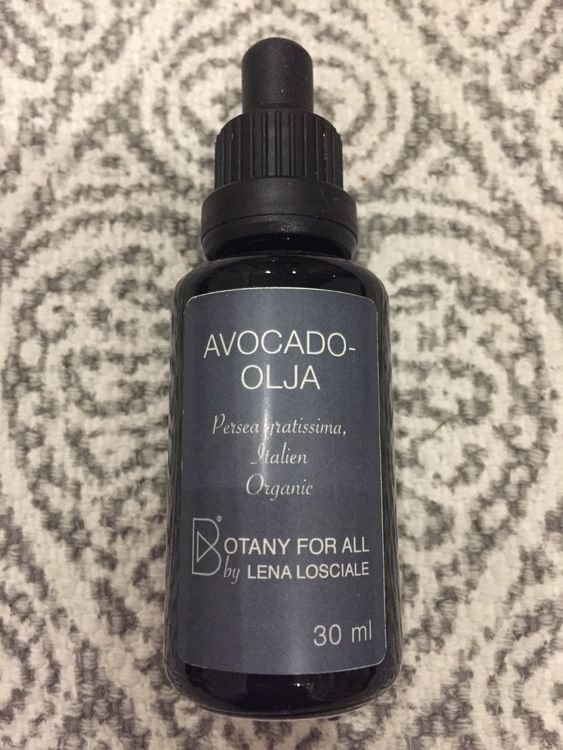 AVOCADO-
OLJA
Persea gratissima,
Italien
Organic
BOTANY FOR ALL®
by LENA LOSCIALE
30 ml